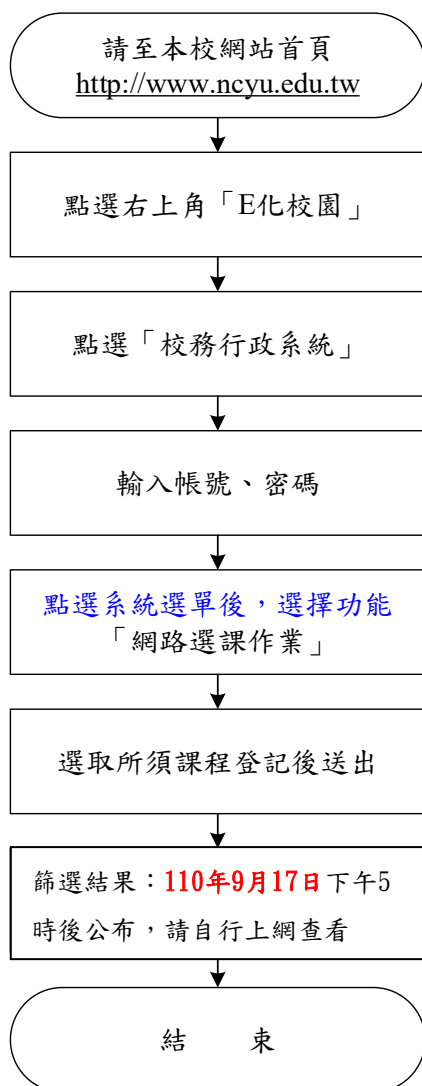 請至本校網站首頁
http://www.ncyu.edu.tw
點選右上角「E化校園」
點選「校務行政系統」
輸入帳號、密碼
點選系統選單後，選擇功能
「網路選課作業」
選取所須課程登記後送出
篩選結果：110年9月17日下午5
時後公布，請自行上網查看
結　　束